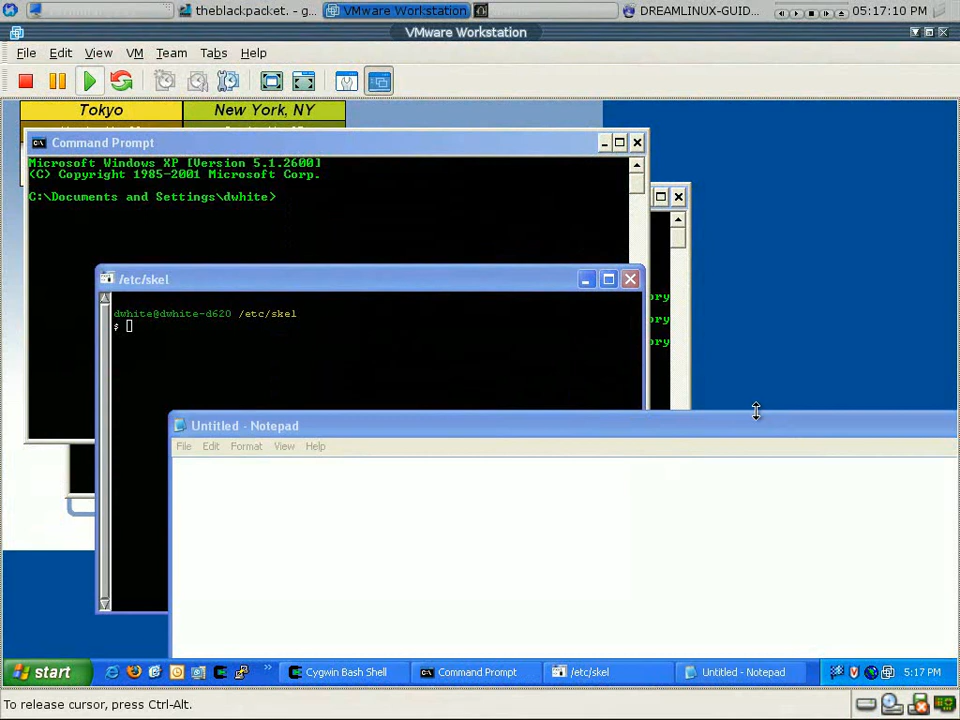 theblackpacket. - g...
VMware Workstation
DREAMLINUX-GUID...
05:17:10 PM
VMware Workstation
File Edit View VM Team Tabs Help
Tokyo New York, NY
Command Prompt
Microsoft Windows XP [Version 5.1.2600]
(C) Copyright 1985-2001 Microsoft Corp.
C:\Documents and Settings\dwhite>
/etc/skel
ory
ory
ory
dwhite@dwhite-d620 /etc/skel
$
Untitled - Notepad
File Edit Format View Help
start
Cygwin Bash Shell
Command Prompt
/etc/skel
Untitled - Notepad
5:17 PM
To release cursor, press Ctrl-Alt.